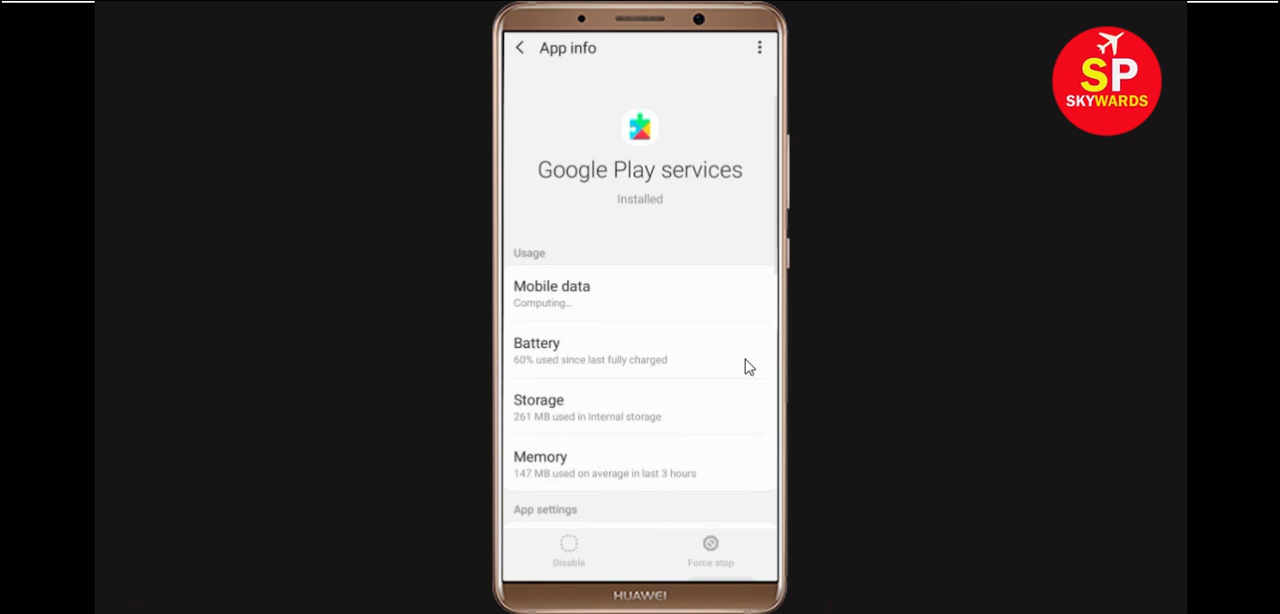 App info
SP
SKYWARDS
Google Play services
Installed
Usage
Mobile data
Computing...
Battery
60% used since last fully charged
Storage
261 MB used in Internal storage
Memory
147 MB used on average in last 3 hours
App settings
Disable
Force stop
HUAWEI